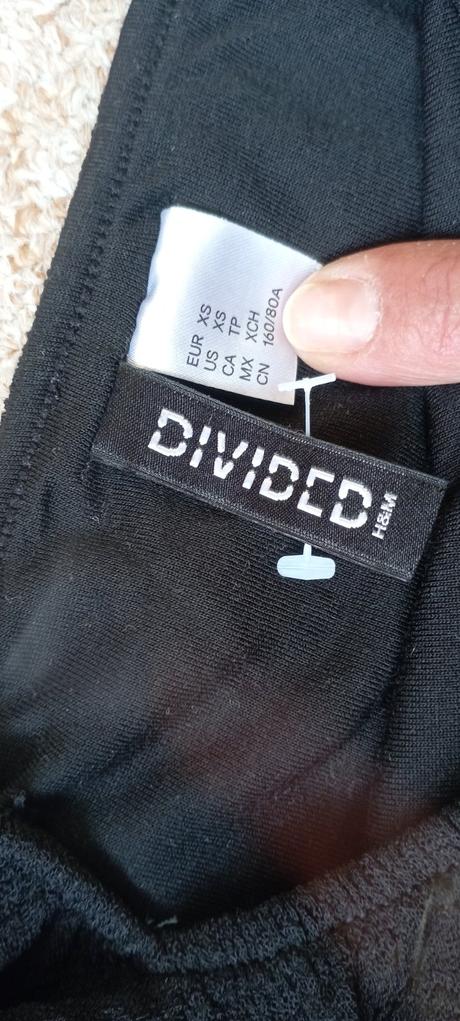 EUR XS
US XS
CA TP
MX XCH
CN 160/80A
DIVIDED
H&M